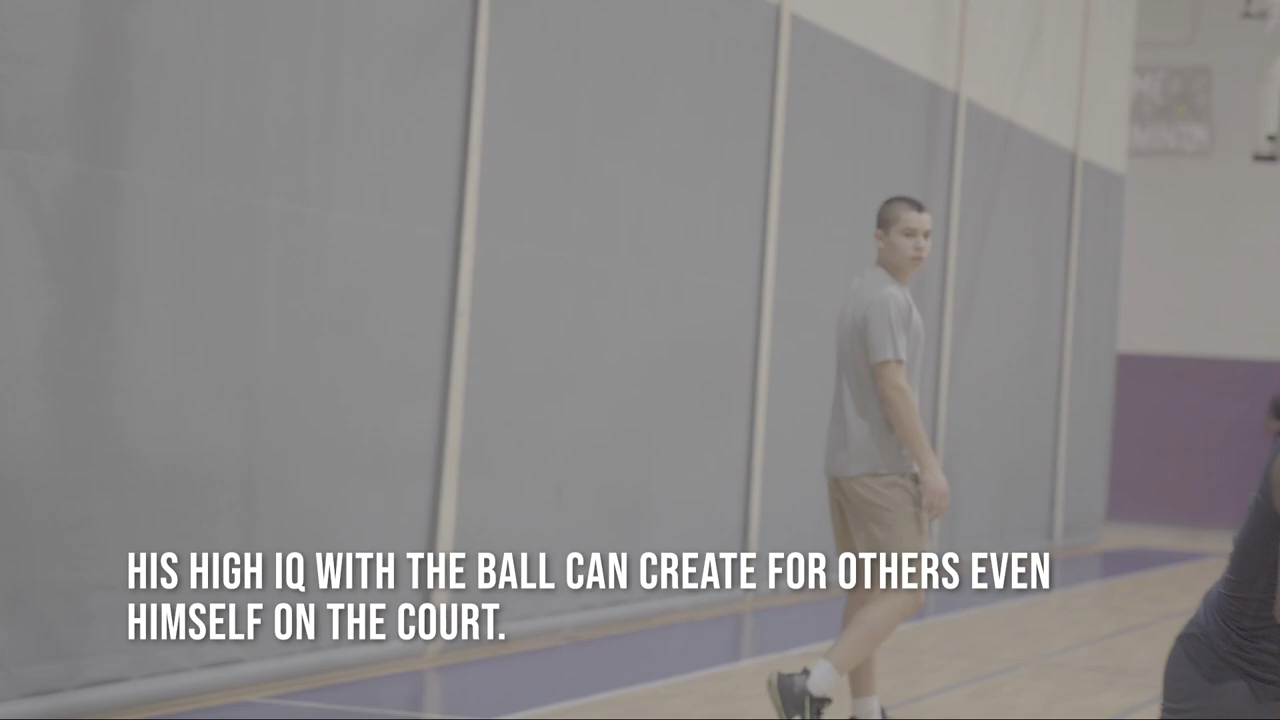 HIS HIGH IQ WITH THE BALL CAN CREATE FOR OTHERS EVEN
HIMSELF ON THE COURT.